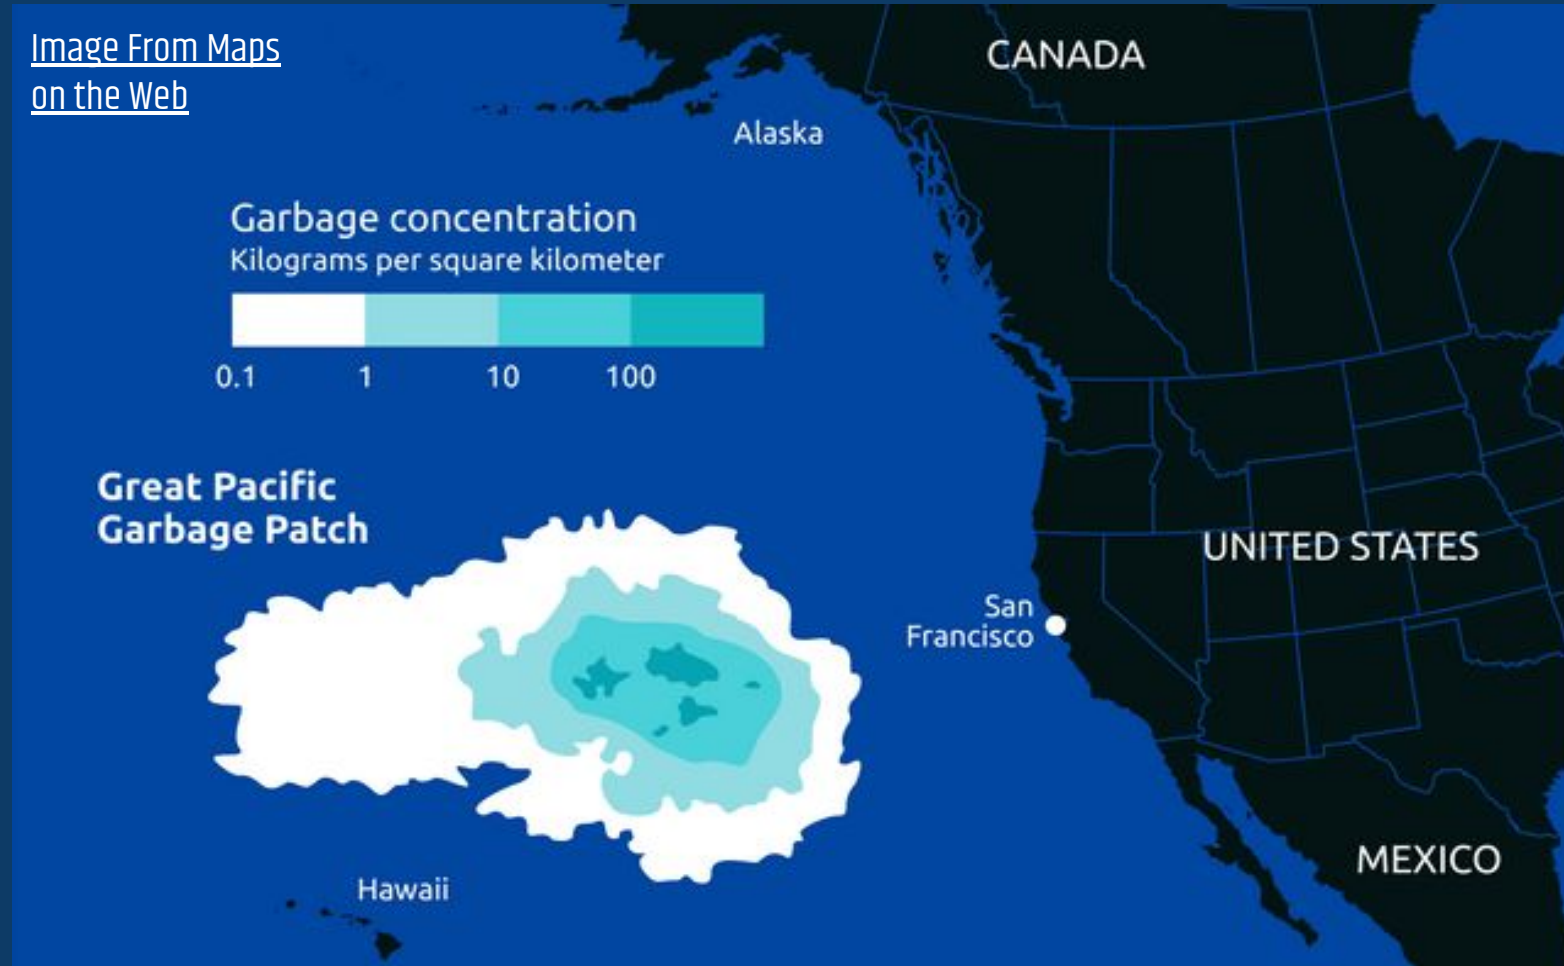 Image From Maps
on the Web
CANADA
Alaska
Garbage concentration
Kilograms per square kilometer
0.1 1 10 100
Great Pacific
Garbage Patch
UNITED STATES
San
Francisco
MEXICO
Hawaii